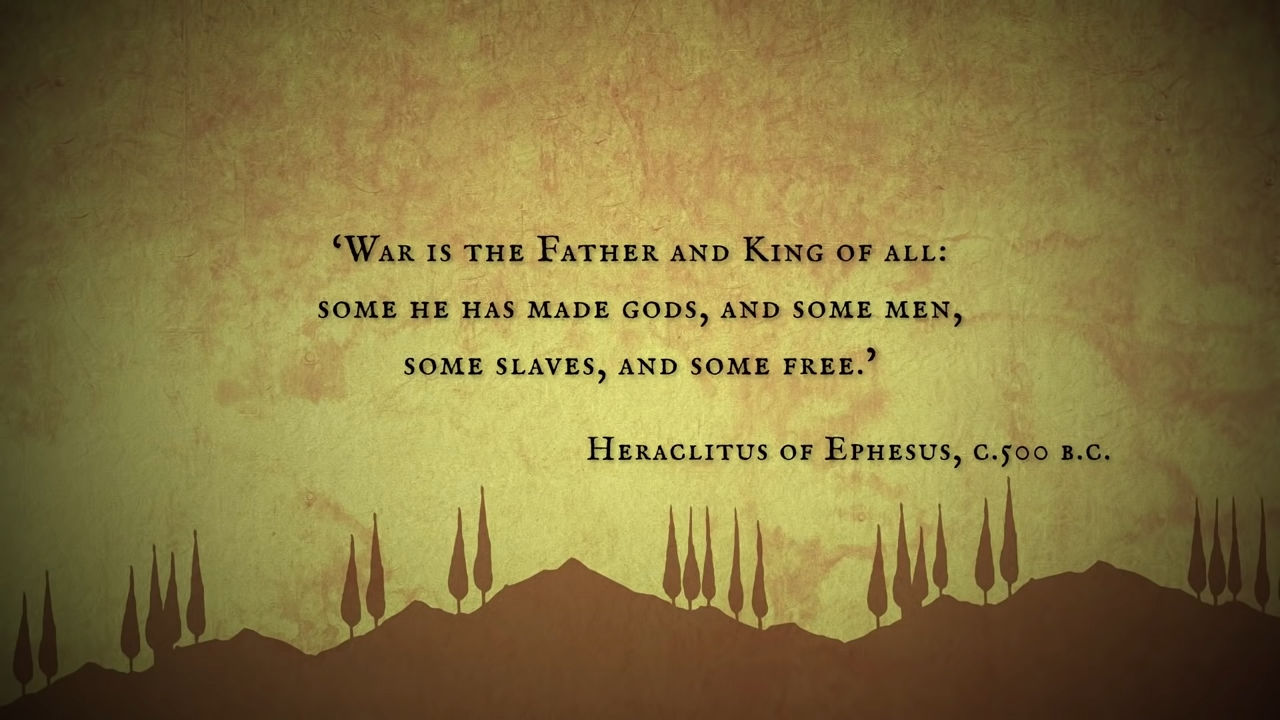 ‘War is the Father and King of all:
some he has made gods, and some men,
some slaves, and some free.’
Heraclitus of Ephesus, c.500 b.c.